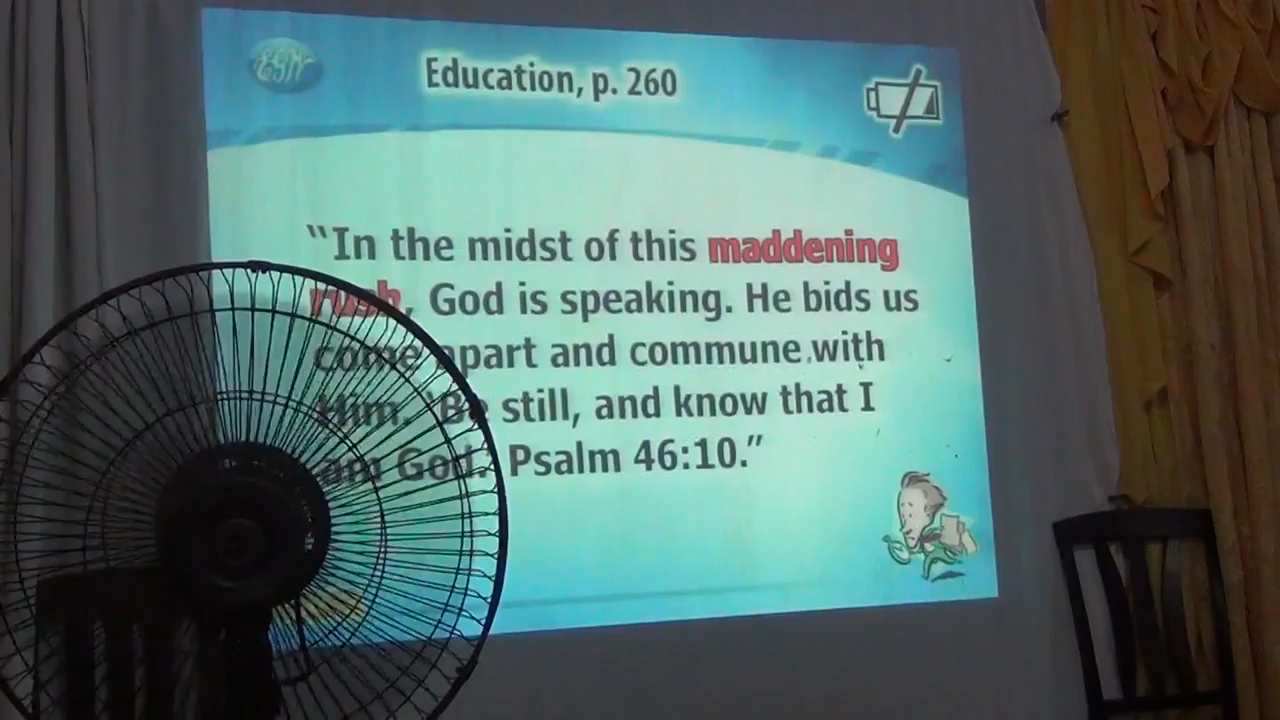 EGW
Education, p. 260
“In the midst of this maddening
rush, God is speaking. He bids us
come apart and commune with
Him. ‘Be still, and know that I
am God.’ Psalm 46:10.”